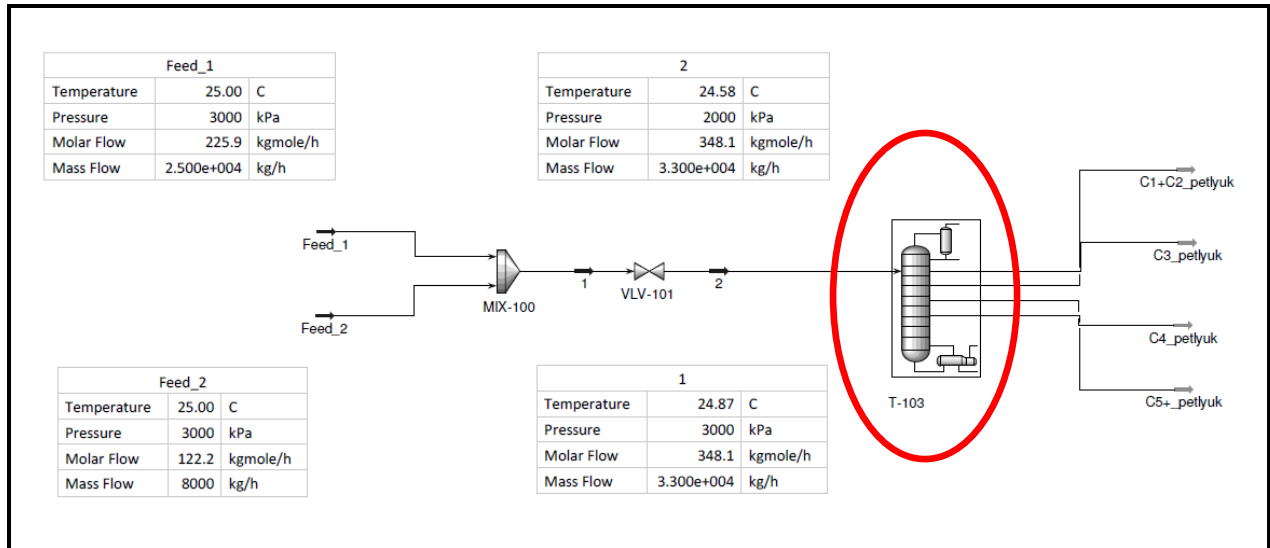 Feed_1
Temperature 25.00 C
Pressure 3000 kPa
Molar Flow 225.9 kgmole/h
Mass Flow 2.500e+004 kg/h
2
Temperature 24.58 C
Pressure 2000 kPa
Molar Flow 348.1 kgmole/h
Mass Flow 3.300e+004 kg/h
C1+C2_petlyuk
Feed_1
C3_petlyuk
1
2
VLV-101
MIX-100
Feed_2
C4_petlyuk
Feed_2
Temperature 25.00 C
Pressure 3000 kPa
Molar Flow 122.2 kgmole/h
Mass Flow 8000 kg/h
1
Temperature 24.87 C
Pressure 3000 kPa
Molar Flow 348.1 kgmole/h
Mass Flow 3.300e+004 kg/h
T-103
C5+_petlyuk